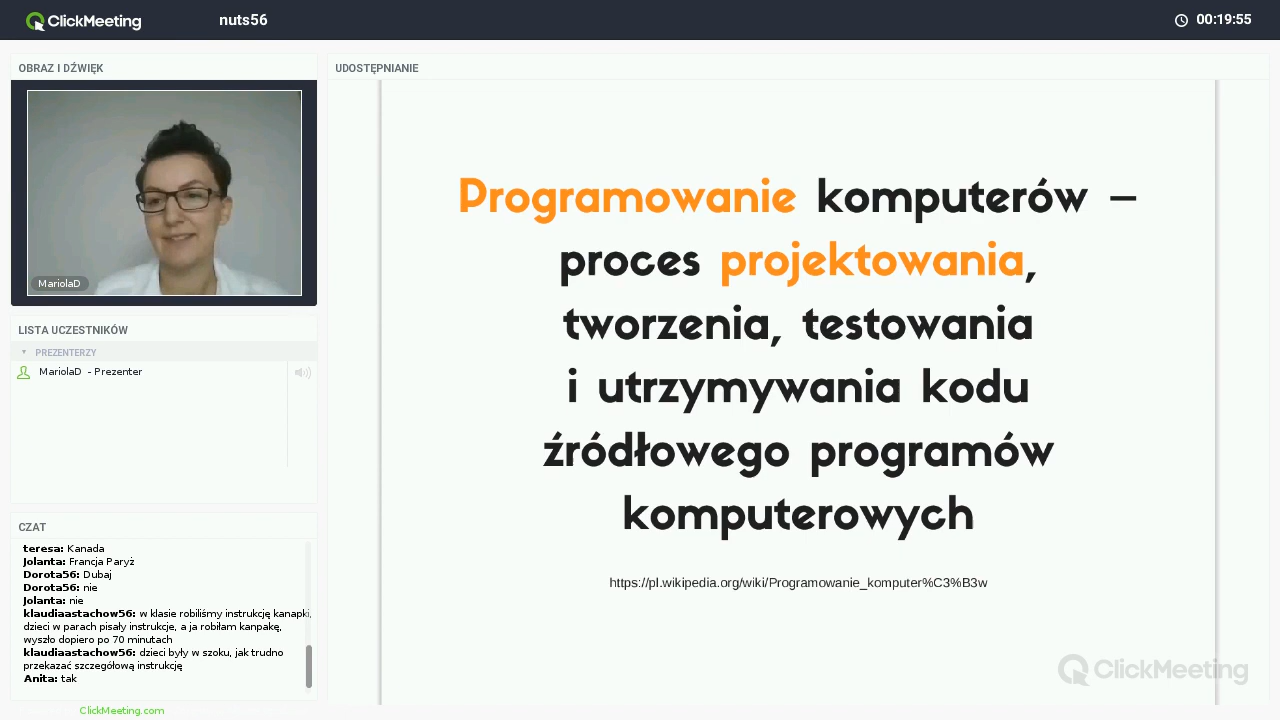 ClickMeeting
nuts56
00:19:55
OBRAZ I DŹWIĘK
MariolaD
LISTA UCZESTNIKÓW
PREZENTERZY
MariolaD - Prezenter
CZAT
teresa: Kanada
Jolanta: Francja Paryż
Dorota56: Dubaj
Dorota56: nie
Jolanta: nie
klaudiaastachow56: w klasie robiliśmy instrukcję kanapki,
dzieci w parach pisały instrukcje, a ja robiłam kanpakę,
wyszło dopiero po 70 minutach
klaudiaastachow56: dzieci były w szoku, jak trudno
przekazać szczegółową instrukcję
Anita: tak
ClickMeeting.com
UDOSTĘPNIANIE
Programowanie komputerów –
proces projektowania,
tworzenia, testowania
i utrzymywania kodu
źródłowego programów
komputerowych
https://pl.wikipedia.org/wiki/Programowanie_komputer%C3%B3w
ClickMeeting